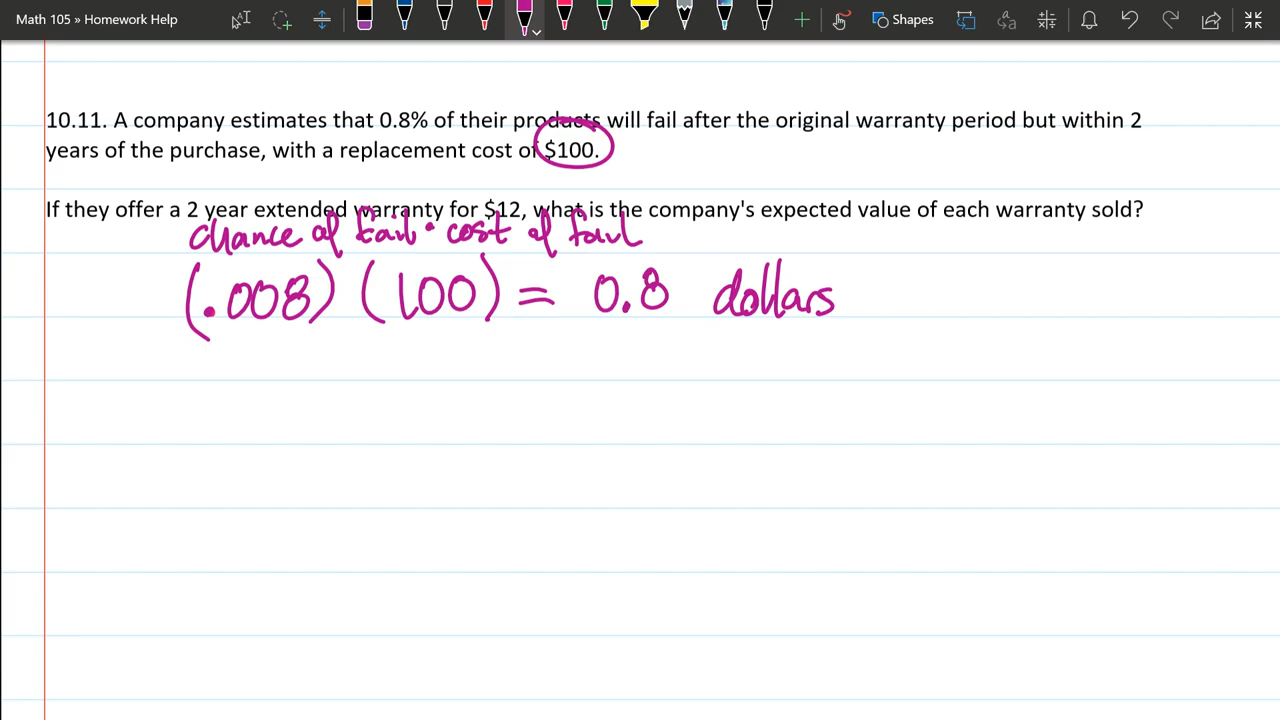 Math 105 » Homework Help
Shapes
10.11. A company estimates that 0.8% of their products will fail after the original warranty period but within 2
years of the purchase, with a replacement cost of $100.
If they offer a 2 year extended warranty for $12, what is the company's expected value of each warranty sold?
chance of fail · cost of fail
(.008) (100) = 0.8 dollars